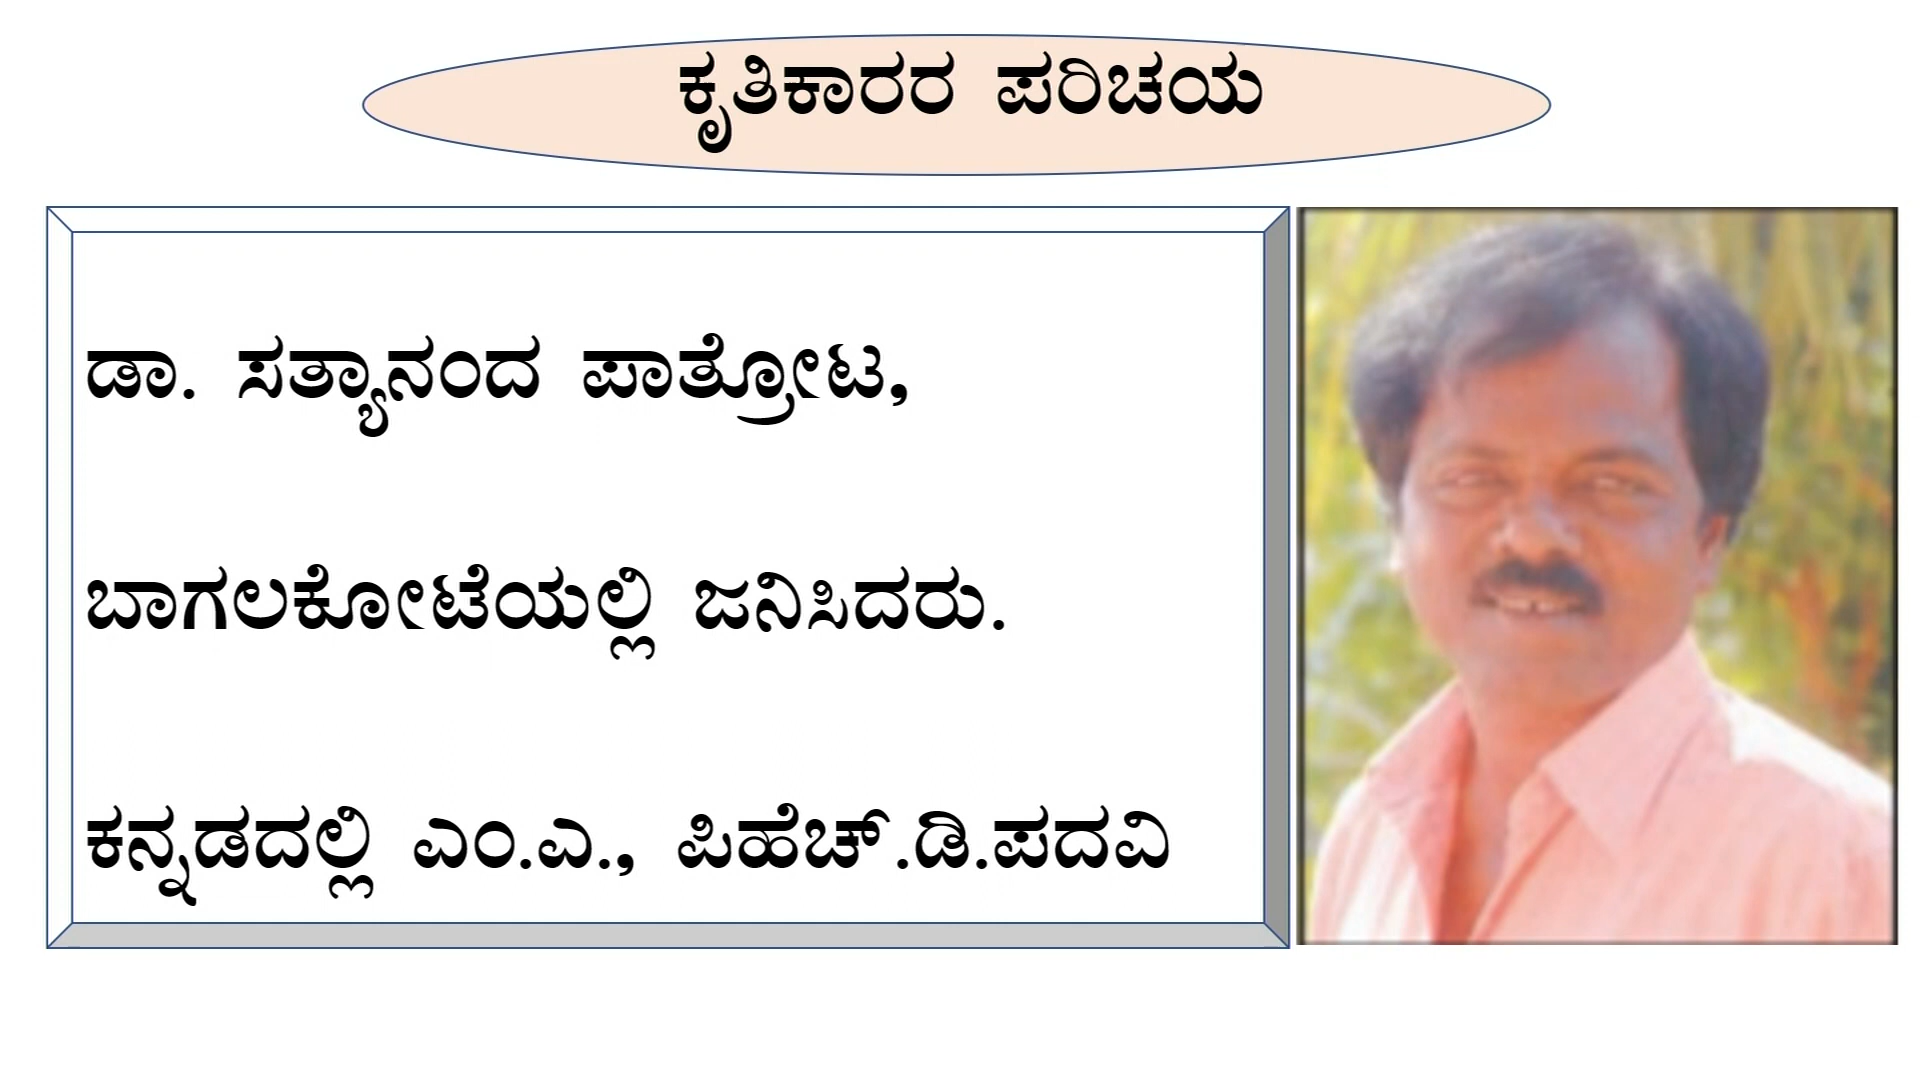 ಕೃತಿಕಾರರ ಪರಿಚಯ
ಡಾ. ಸತ್ಯಾನಂದ ಪಾತ್ರೋಟ,
ಬಾಗಲಕೋಟೆಯಲ್ಲಿ ಜನಿಸಿದರು.
ಕನ್ನಡದಲ್ಲಿ ಎಂ.ಎ., ಪಿಹೆಚ್.ಡಿ.ಪದವಿ